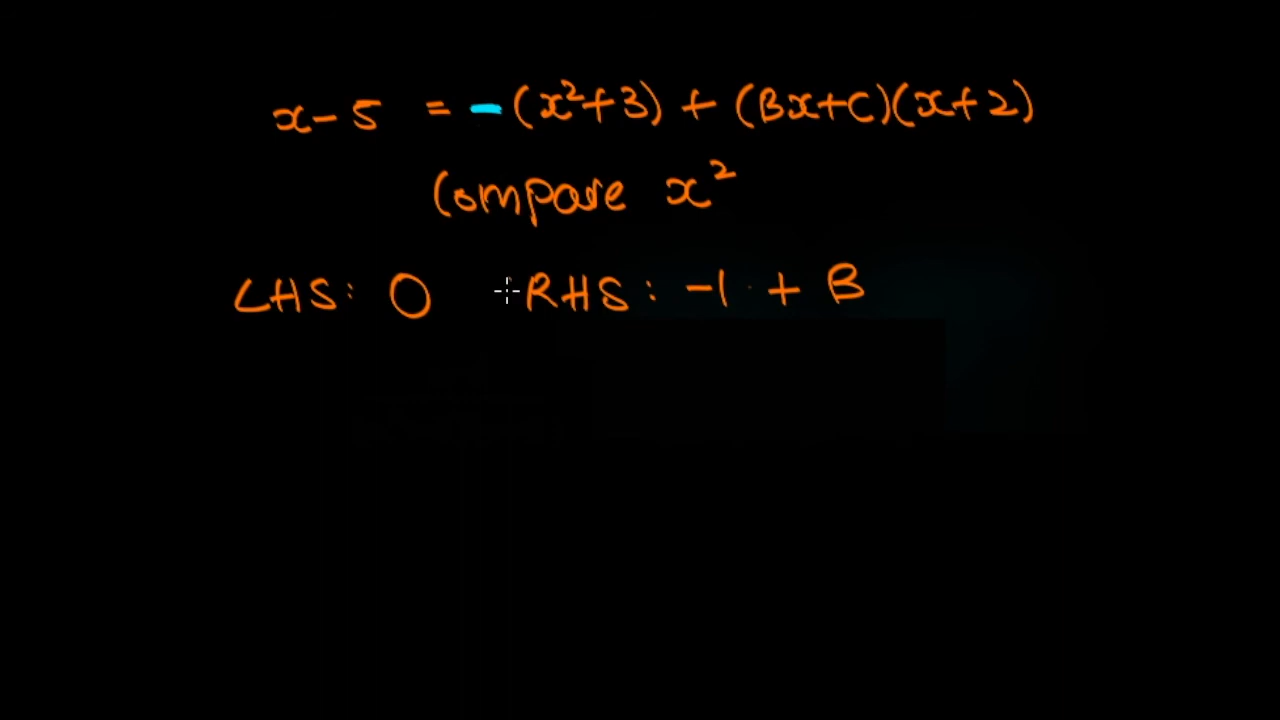 x-5 = -(x²+3) + (Bx+C)(x+2)
Compare x²
LHS: 0 RHS: -1 + B